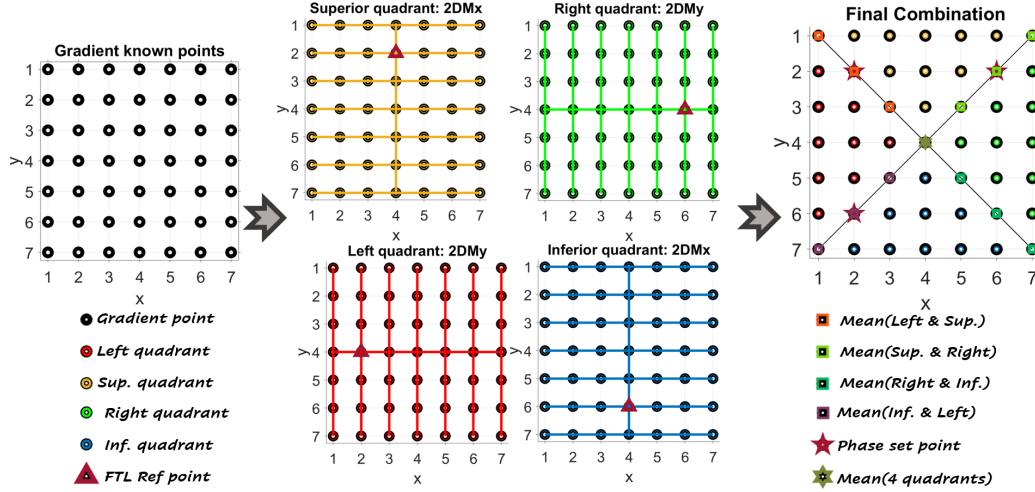 Gradient known points
1
2
3
y 4
5
6
7
1 2 3 4 5 6 7
x
Superior quadrant: 2DMx
1
2
3
y 4
5
6
7
1 2 3 4 5 6 7
x
Right quadrant: 2DMy
1
2
3
y 4
5
6
7
1 2 3 4 5 6 7
x
Left quadrant: 2DMy
1
2
3
y 4
5
6
7
1 2 3 4 5 6 7
x
Inferior quadrant: 2DMx
1
2
3
y 4
5
6
7
1 2 3 4 5 6 7
x
Final Combination
1
2
3
y 4
5
6
7
1 2 3 4 5 6 7
x
Gradient point
Left quadrant
Sup. quadrant
Right quadrant
Inf. quadrant
FTL Ref point
Mean(Left & Sup.)
Mean(Sup. & Right)
Mean(Right & Inf.)
Mean(Inf. & Left)
Phase set point
Mean(4 quadrants)